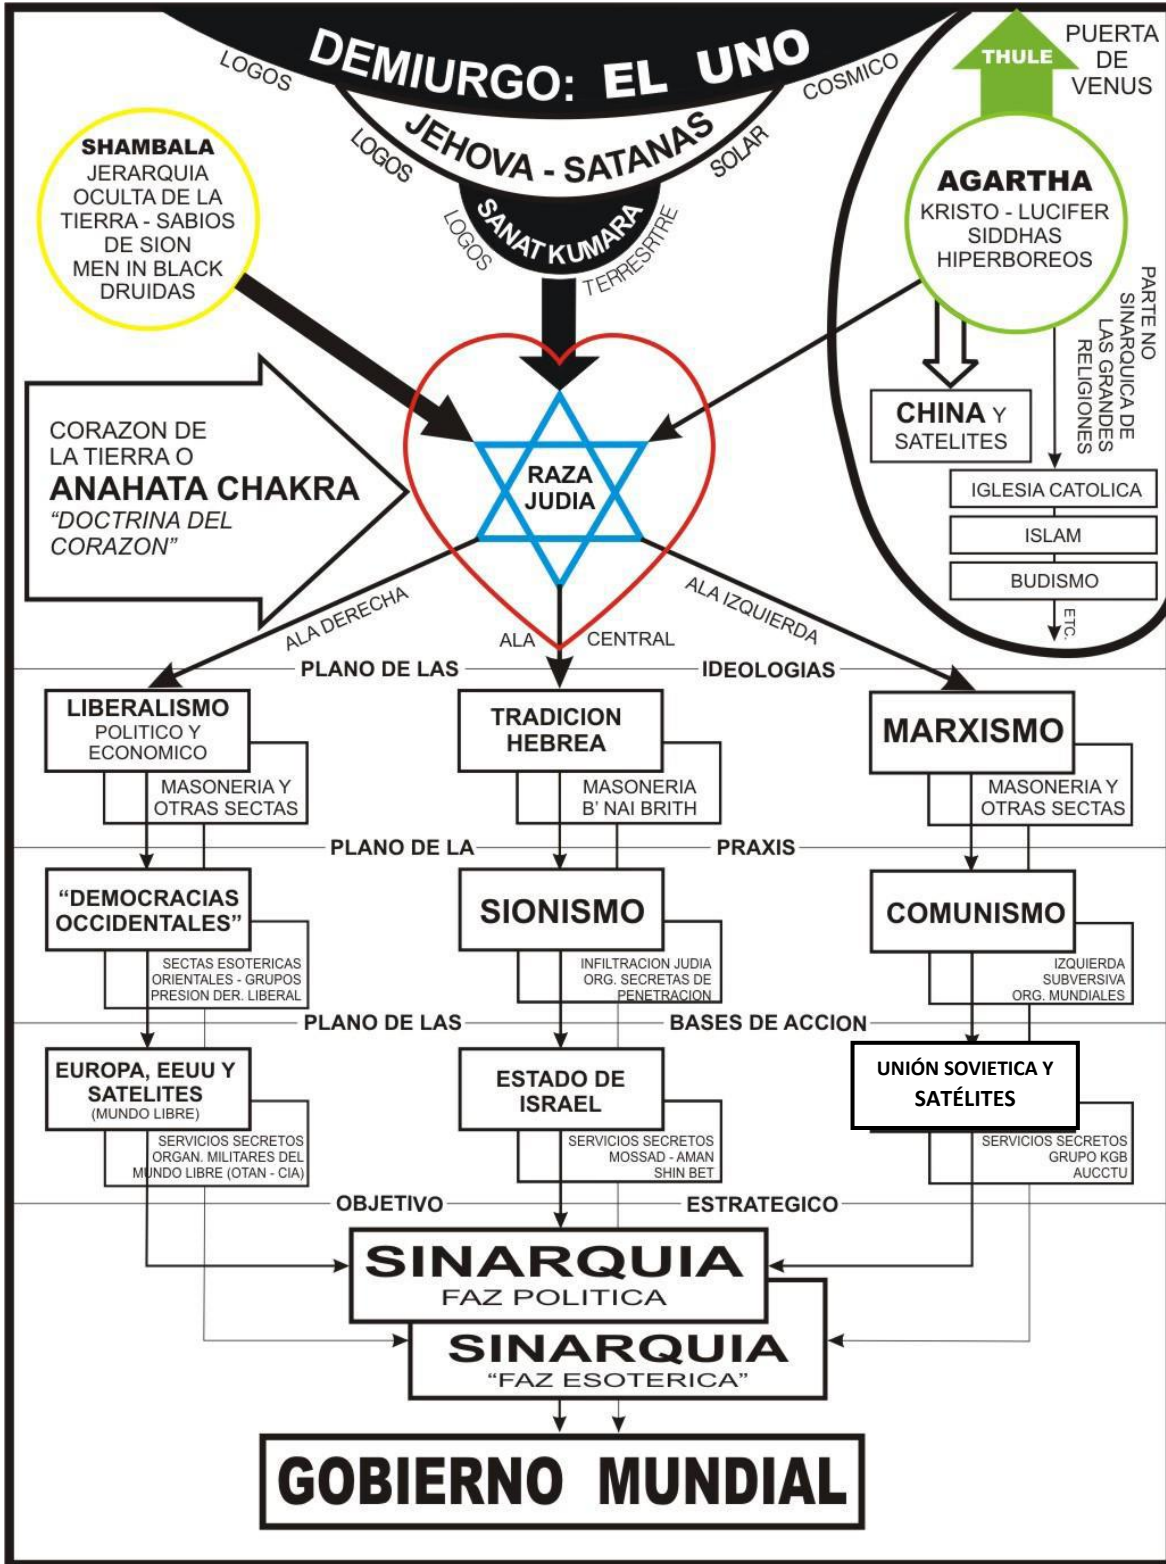 DEMIURGO: EL UNO
LOGOS
COSMICO
JEHOVA - SATANAS
LOGOS
SOLAR
SANAT KUMARA
LOGOS
TERRESRTRE
SHAMBALA
JERARQUIA
OCULTA DE LA
TIERRA - SABIOS
DE SION
MEN IN BLACK
DRUIDAS
THULE
PUERTA
DE
VENUS
AGARTHA
KRISTO - LUCIFER
SIDDHAS
HIPERBOREOS
PARTE NO
SINARQUICA DE
LAS GRANDES
RELIGIONES
CHINA Y
SATELITES
IGLESIA CATOLICA
ISLAM
BUDISMO
ETC.
CORAZON DE
LA TIERRA O
ANAHATA CHAKRA
“DOCTRINA DEL
CORAZON”
RAZA
JUDIA
ALA DERECHA
ALA CENTRAL
ALA IZQUIERDA
PLANO DE LAS IDEOLOGIAS
LIBERALISMO
POLITICO Y
ECONOMICO
MASONERIA Y
OTRAS SECTAS
TRADICION
HEBREA
MASONERIA
B' NAI BRITH
MARXISMO
MASONERIA Y
OTRAS SECTAS
PLANO DE LA PRAXIS
“DEMOCRACIAS
OCCIDENTALES”
SECTAS ESOTERICAS
ORIENTALES - GRUPOS
PRESION DER. LIBERAL
SIONISMO
INFILTRACION JUDIA
ORG. SECRETAS DE
PENETRACION
COMUNISMO
IZQUIERDA
SUBVERSIVA
ORG. MUNDIALES
PLANO DE LAS BASES DE ACCION
EUROPA, EEUU Y
SATELITES
(MUNDO LIBRE)
SERVICIOS SECRETOS
ORGAN. MILITARES DEL
MUNDO LIBRE (OTAN - CIA)
ESTADO DE
ISRAEL
SERVICIOS SECRETOS
MOSSAD - AMAN
SHIN BET
UNIÓN SOVIETICA Y
SATÉLITES
SERVICIOS SECRETOS
GRUPO KGB
AUCCTU
OBJETIVO ESTRATEGICO
SINARQUIA
FAZ POLITICA
SINARQUIA
“FAZ ESOTERICA”
GOBIERNO MUNDIAL